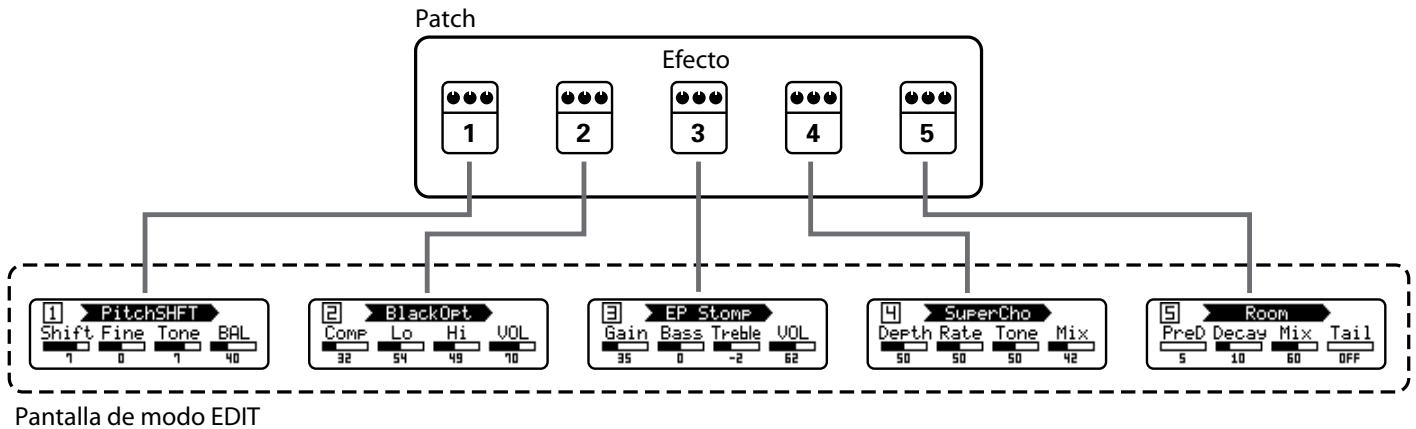 Patch
Efecto
1 2 3 4 5
1 PitchSHFT
Shift Fine Tone BAL
7 0 7 40
2 BlackOpt
Comp Lo Hi VOL
32 54 49 70
3 EP Stomp
Gain Bass Treble VOL
35 0 -2 62
4 SuperCho
Depth Rate Tone Mix
50 50 50 42
5 Room
PreD Decay Mix Tail
5 10 60 OFF
Pantalla de modo EDIT